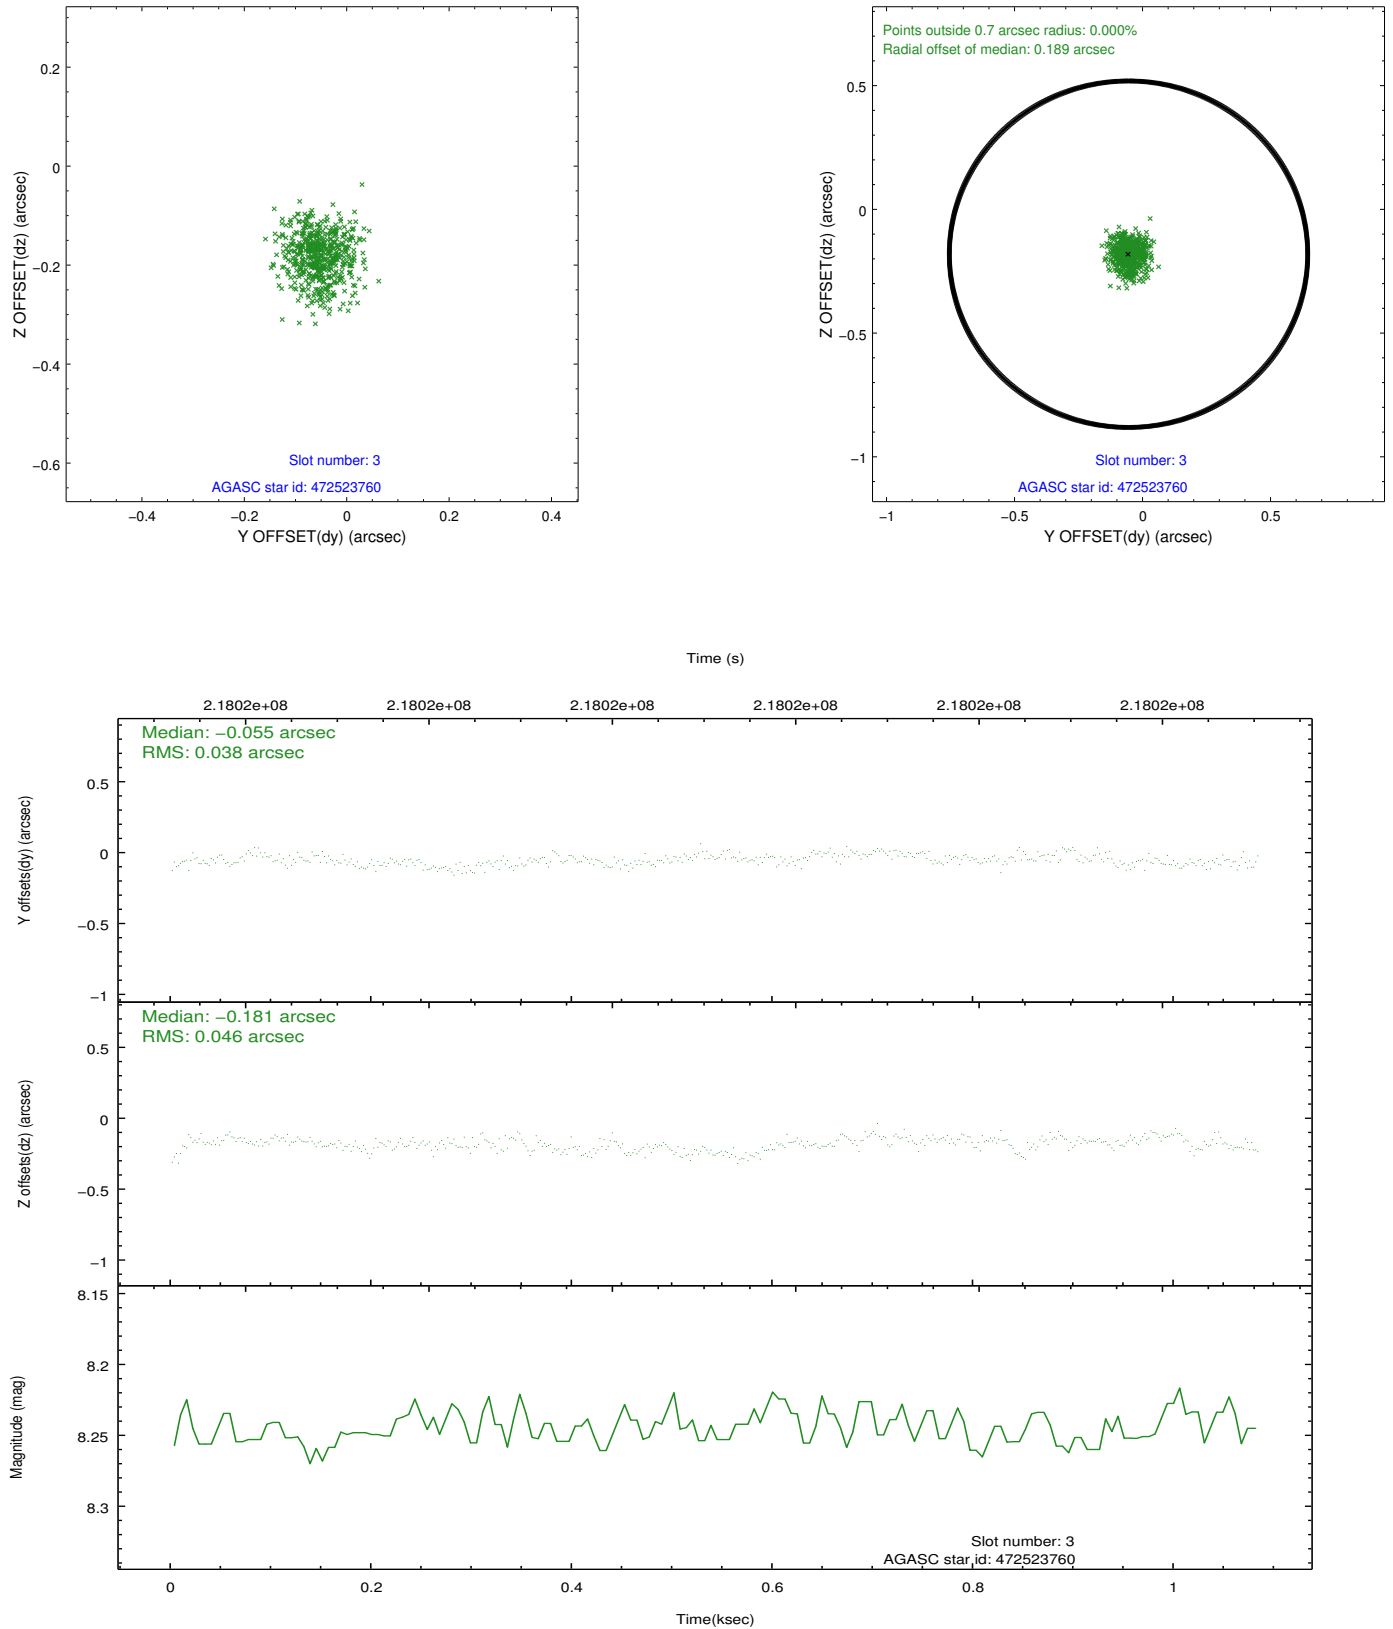 0.2
0
−0.2
−0.4
−0.6
Z OFFSET(dz) (arcsec)
Slot number: 3
AGASC star id: 472523760
−0.4 −0.2 0 0.2 0.4
Y OFFSET(dy) (arcsec)
Points outside 0.7 arcsec radius: 0.000%
Radial offset of median: 0.189 arcsec
0.5
0
−0.5
−1
Z OFFSET(dz) (arcsec)
Slot number: 3
AGASC star id: 472523760
−1 −0.5 0 0.5
Y OFFSET(dy) (arcsec)
Time (s)
2.1802e+08 2.1802e+08 2.1802e+08 2.1802e+08 2.1802e+08 2.1802e+08
Median: −0.055 arcsec
RMS: 0.038 arcsec
0.5
0
−0.5
−1
Y offsets(dy) (arcsec)
Median: −0.181 arcsec
RMS: 0.046 arcsec
0.5
0
−0.5
−1
Z offsets(dz) (arcsec)
8.15
8.2
8.25
8.3
Magnitude (mag)
Slot number: 3
AGASC star id: 472523760
0 0.2 0.4 0.6 0.8 1
Time(ksec)